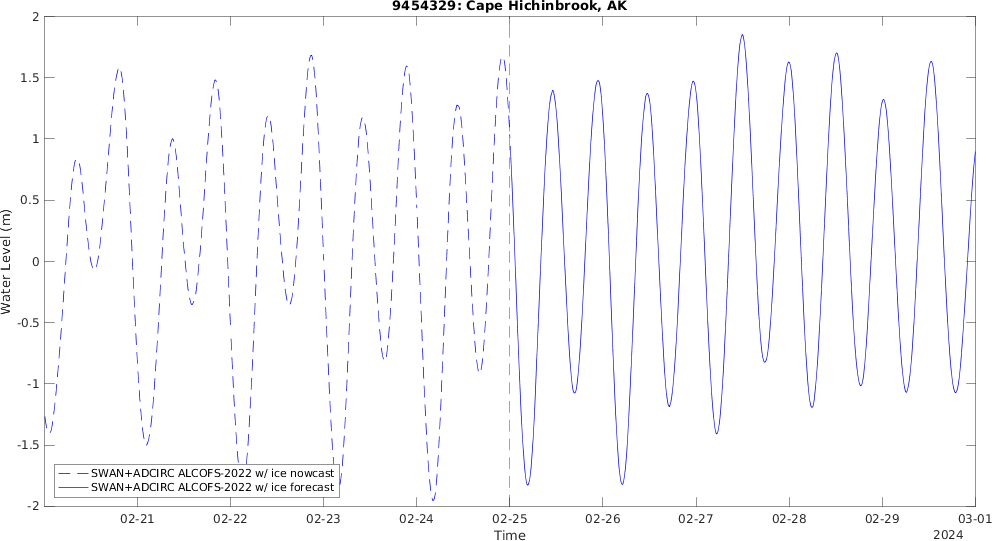 9454329: Cape Hichinbrook, AK
2
1.5
1
0.5
0
-0.5
-1
-1.5
-2
Water Level (m)
SWAN+ADCIRC ALCOFS-2022 w/ ice nowcast
SWAN+ADCIRC ALCOFS-2022 w/ ice forecast
02-21 02-22 02-23 02-24 02-25 02-26 02-27 02-28 02-29 03-01
Time
2024